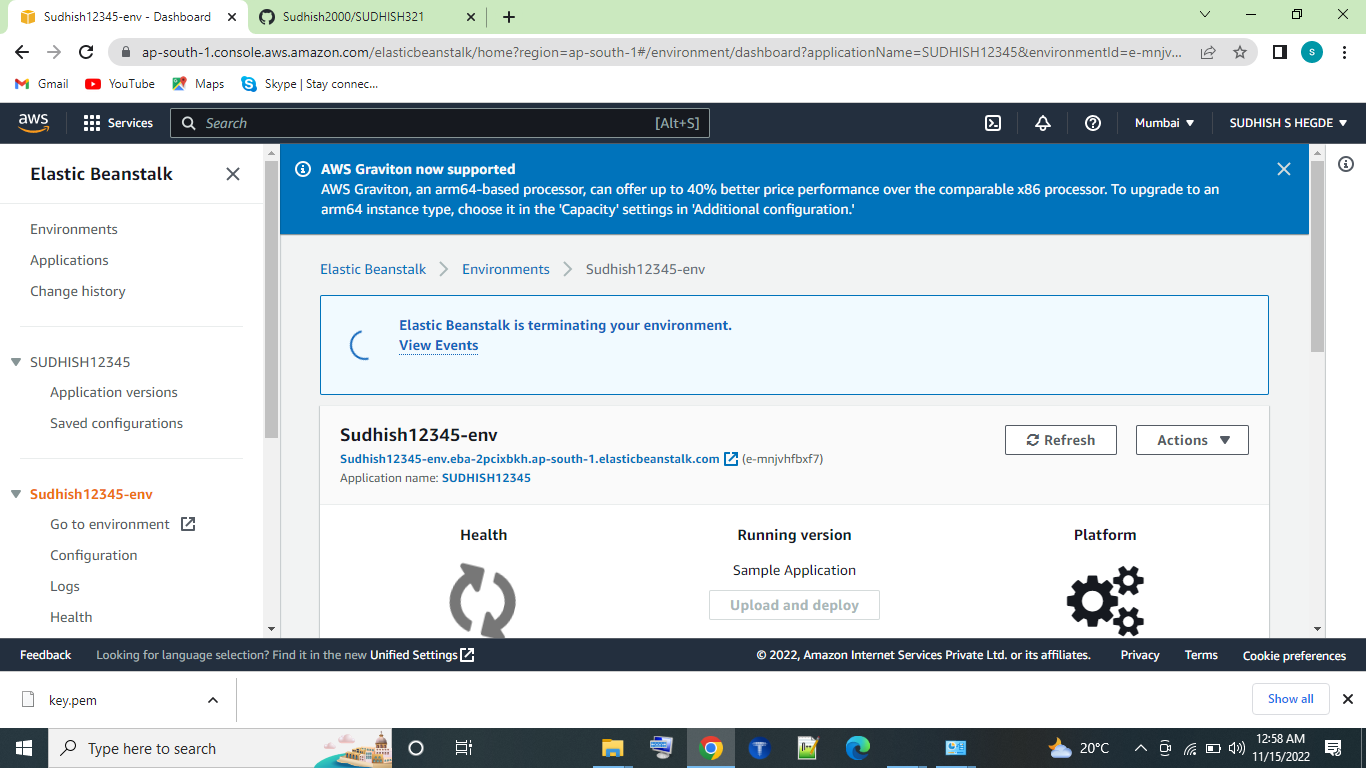 Sudhish12345-env - Dashboard
Sudhish2000/SUDHISH321
ap-south-1.console.aws.amazon.com/elasticbeanstalk/home?region=ap-south-1#/environment/dashboard?applicationName=SUDHISH12345&environmentId=e-mnjv...
S
Gmail
YouTube
Maps
Skype | Stay connec...
aws
Services
Search
[Alt+S]
Mumbai
SUDHISH S HEGDE
Elastic Beanstalk
Environments
Applications
Change history
SUDHISH12345
Application versions
Saved configurations
Sudhish12345-env
Go to environment
Configuration
Logs
Health
AWS Graviton now supported
AWS Graviton, an arm64-based processor, can offer up to 40% better price performance over the comparable x86 processor. To upgrade to an
arm64 instance type, choose it in the 'Capacity' settings in 'Additional configuration.'
Elastic Beanstalk
Environments
Sudhish12345-env
Elastic Beanstalk is terminating your environment.
View Events
Sudhish12345-env
Sudhish12345-env.eba-2pcixbkh.ap-south-1.elasticbeanstalk.com (e-mnjvhfbxf7)
Application name: SUDHISH12345
Refresh
Actions
Health
Running version
Sample Application
Upload and deploy
Platform
Feedback
Looking for language selection? Find it in the new Unified Settings
© 2022, Amazon Internet Services Private Ltd. or its affiliates.
Privacy
Terms
Cookie preferences
key.pem
Show all
Type here to search
20°C
12:58 AM
11/15/2022